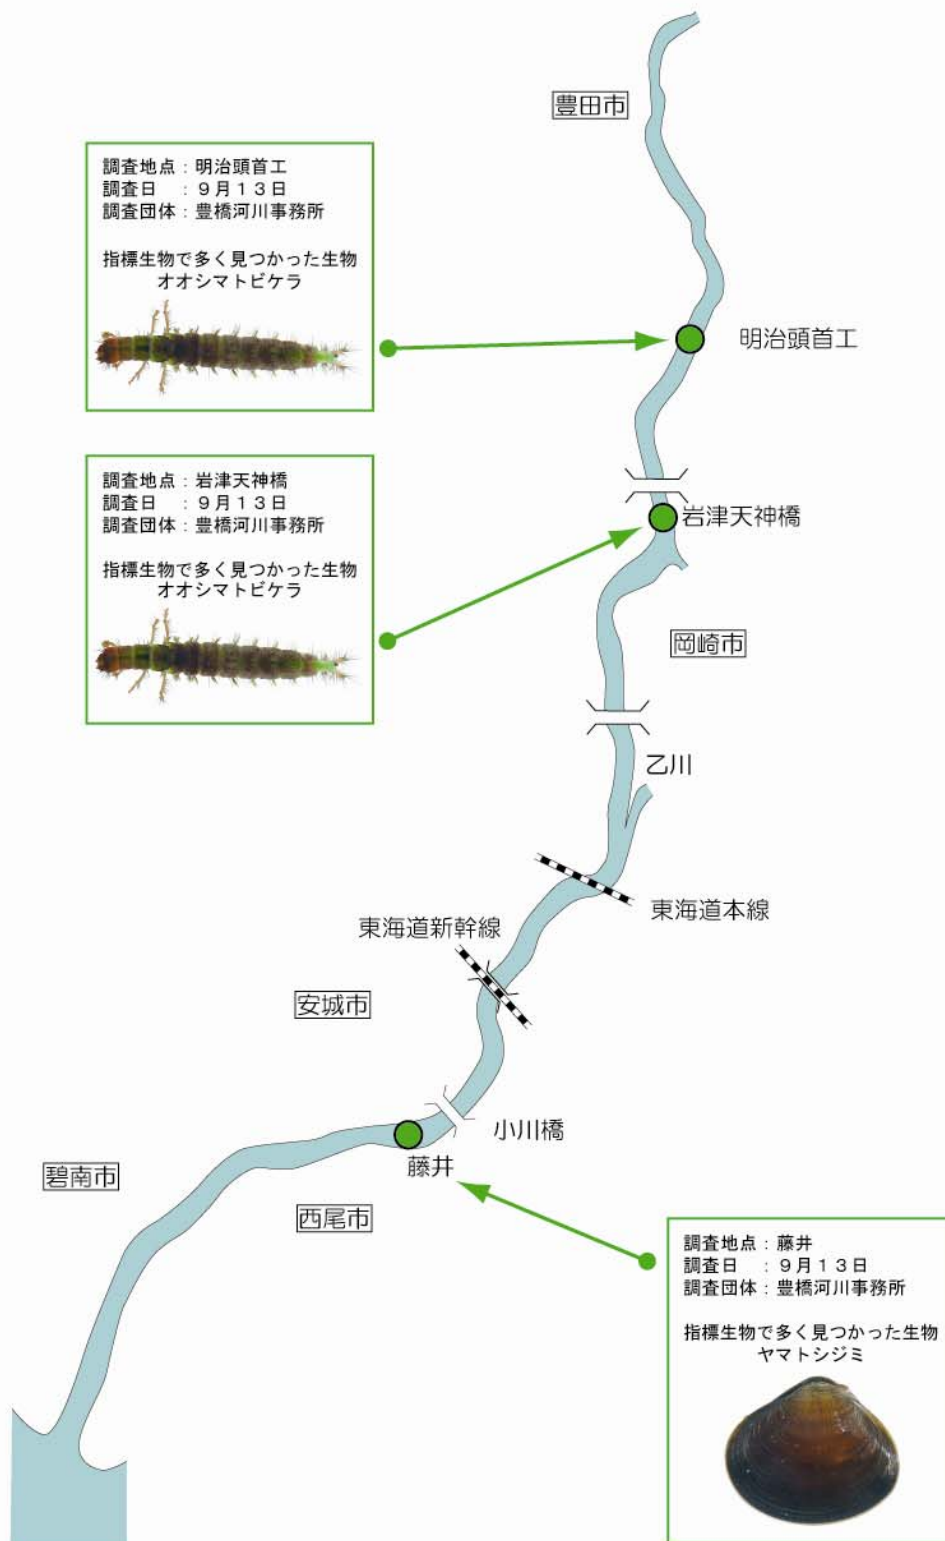 豊田市
調査地点：明治頭首工
調査日　：９月１３日
調査団体：豊橋河川事務所
指標生物で多く見つかった生物
オオシマトビケラ
明治頭首工
調査地点：岩津天神橋
調査日　：９月１３日
調査団体：豊橋河川事務所
指標生物で多く見つかった生物
オオシマトビケラ
岩津天神橋
岡崎市
乙川
東海道本線
東海道新幹線
安城市
小川橋
藤井
碧南市
西尾市
調査地点：藤井
調査日　：９月１３日
調査団体：豊橋河川事務所
指標生物で多く見つかった生物
ヤマトシジミ